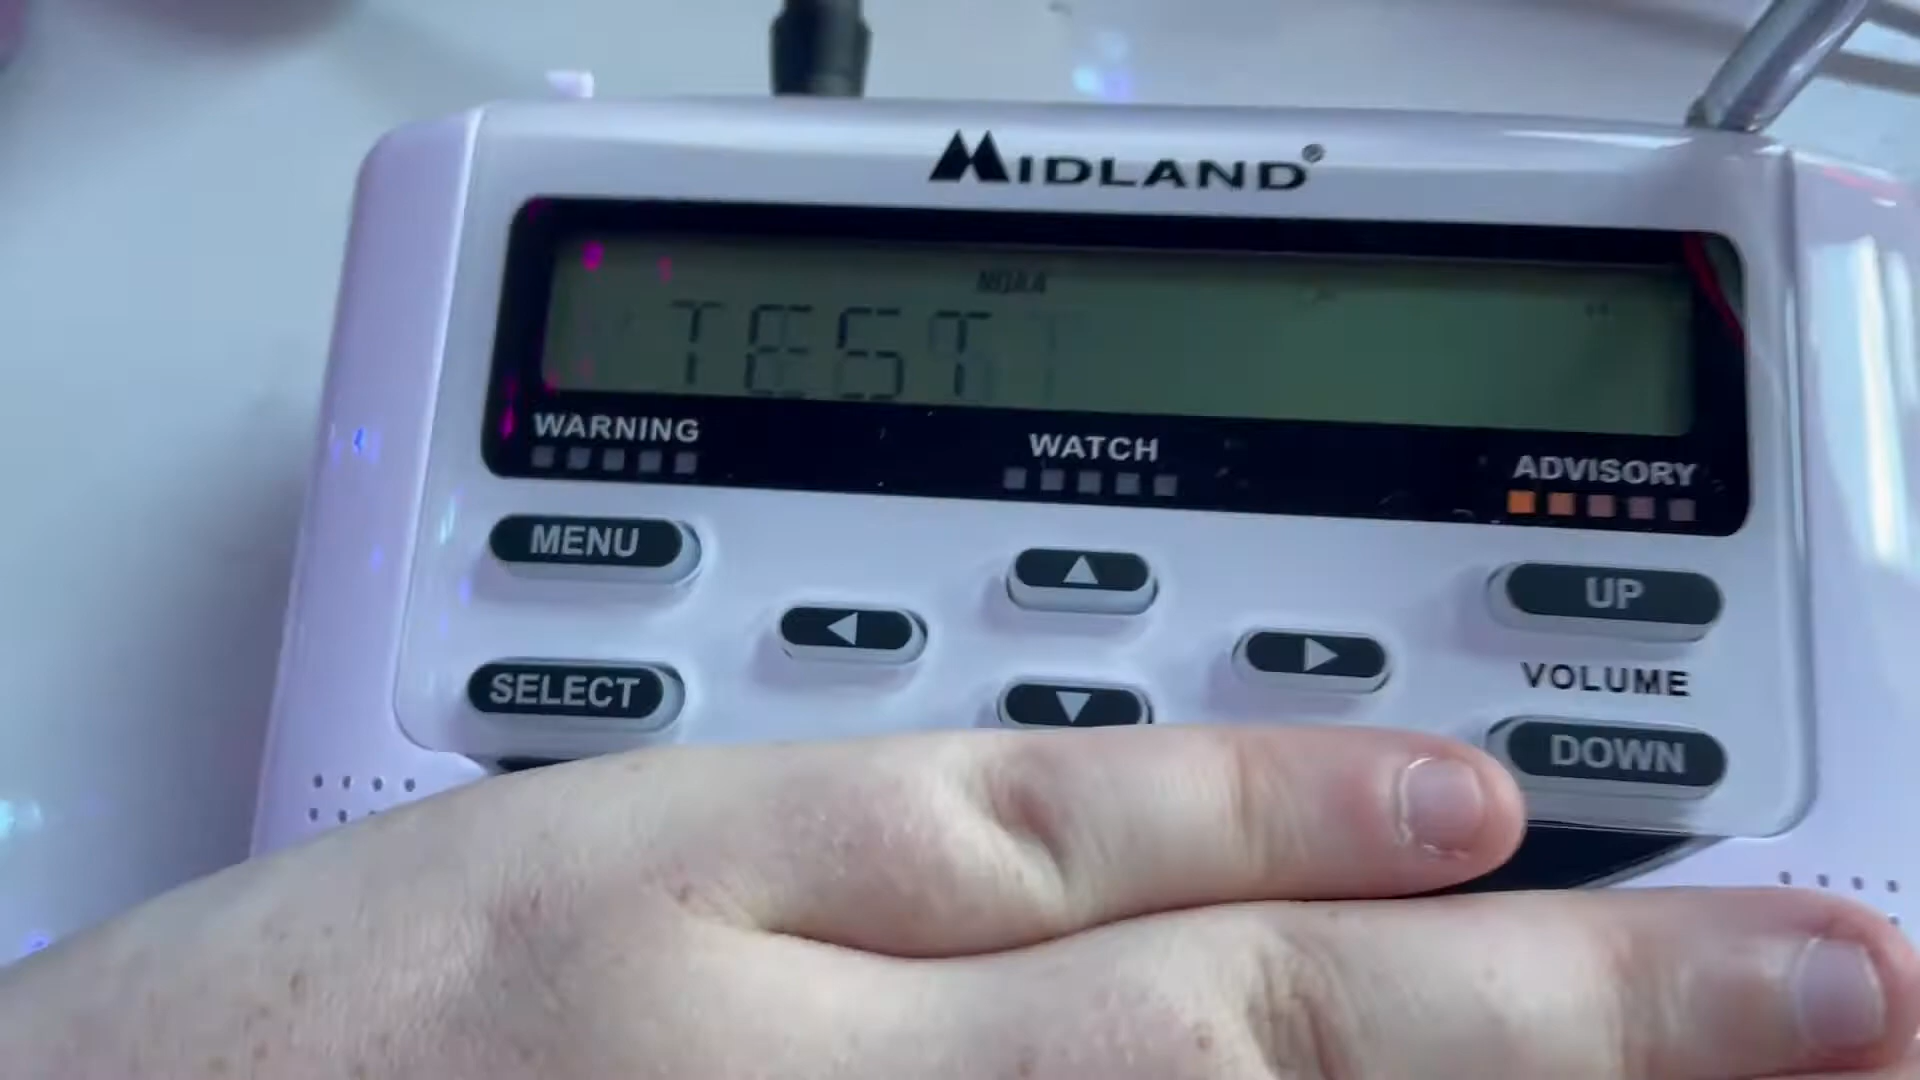 MIDLAND®
NOAA
TEST
WARNING
WATCH
ADVISORY
MENU
UP
SELECT
VOLUME
DOWN